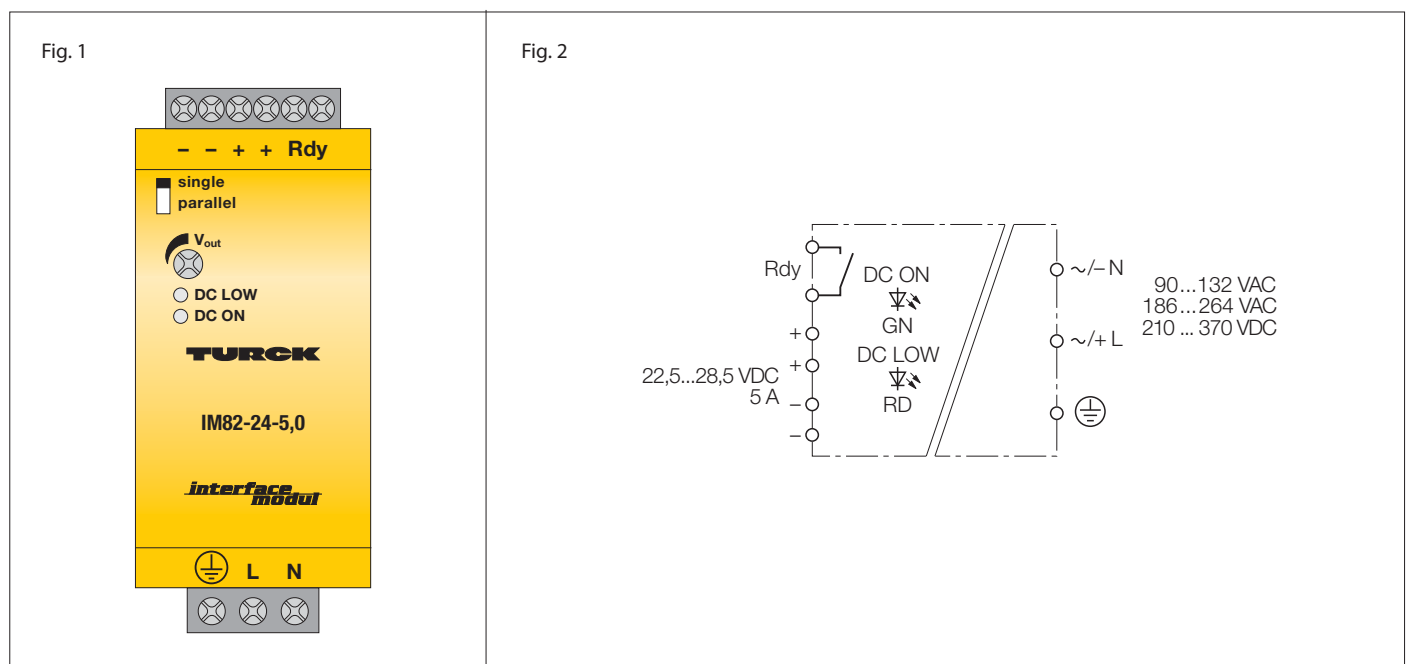 Fig. 1
– – + + Rdy
single
parallel
Vout
DC LOW
DC ON
TURCK
IM82-24-5,0
interface
modul
L N
Fig. 2
Rdy
DC ON
GN
DC LOW
RD
+
+
–
–
22,5...28,5 VDC
5 A
~/– N
~/+ L
90...132 VAC
186...264 VAC
210 ... 370 VDC